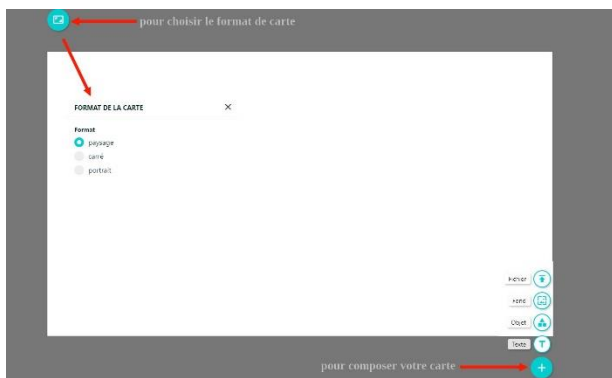 pour choisir le format de carte
FORMAT DE LA CARTE
Format
paysage
carré
portrait
Fichier
Fond
Objet
Texte
T
pour composer votre carte